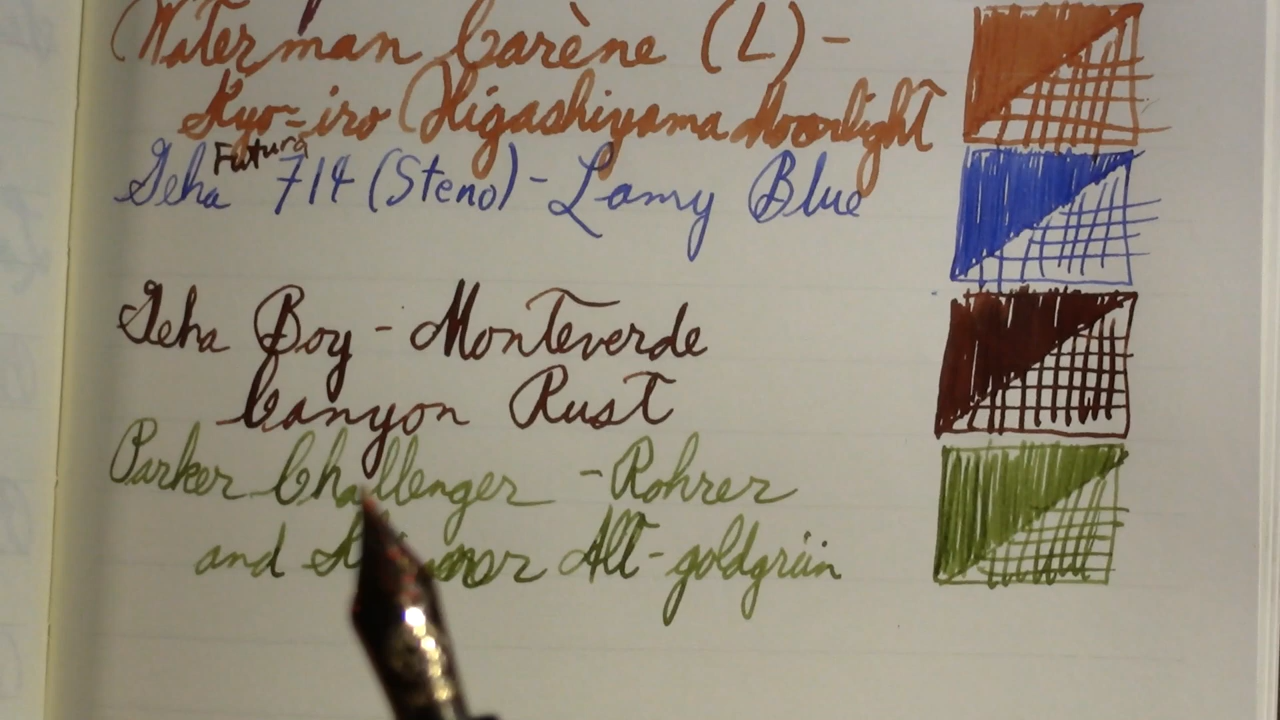 Waterman Carène (L) -
Kyo-iro Higashiyama Moonlight
Geha Futura 714 (Steno) - Lamy Blue
Geha Boy - Monteverde
Canyon Rust
Parker Challenger - Rohrer
and Alt-goldgrün